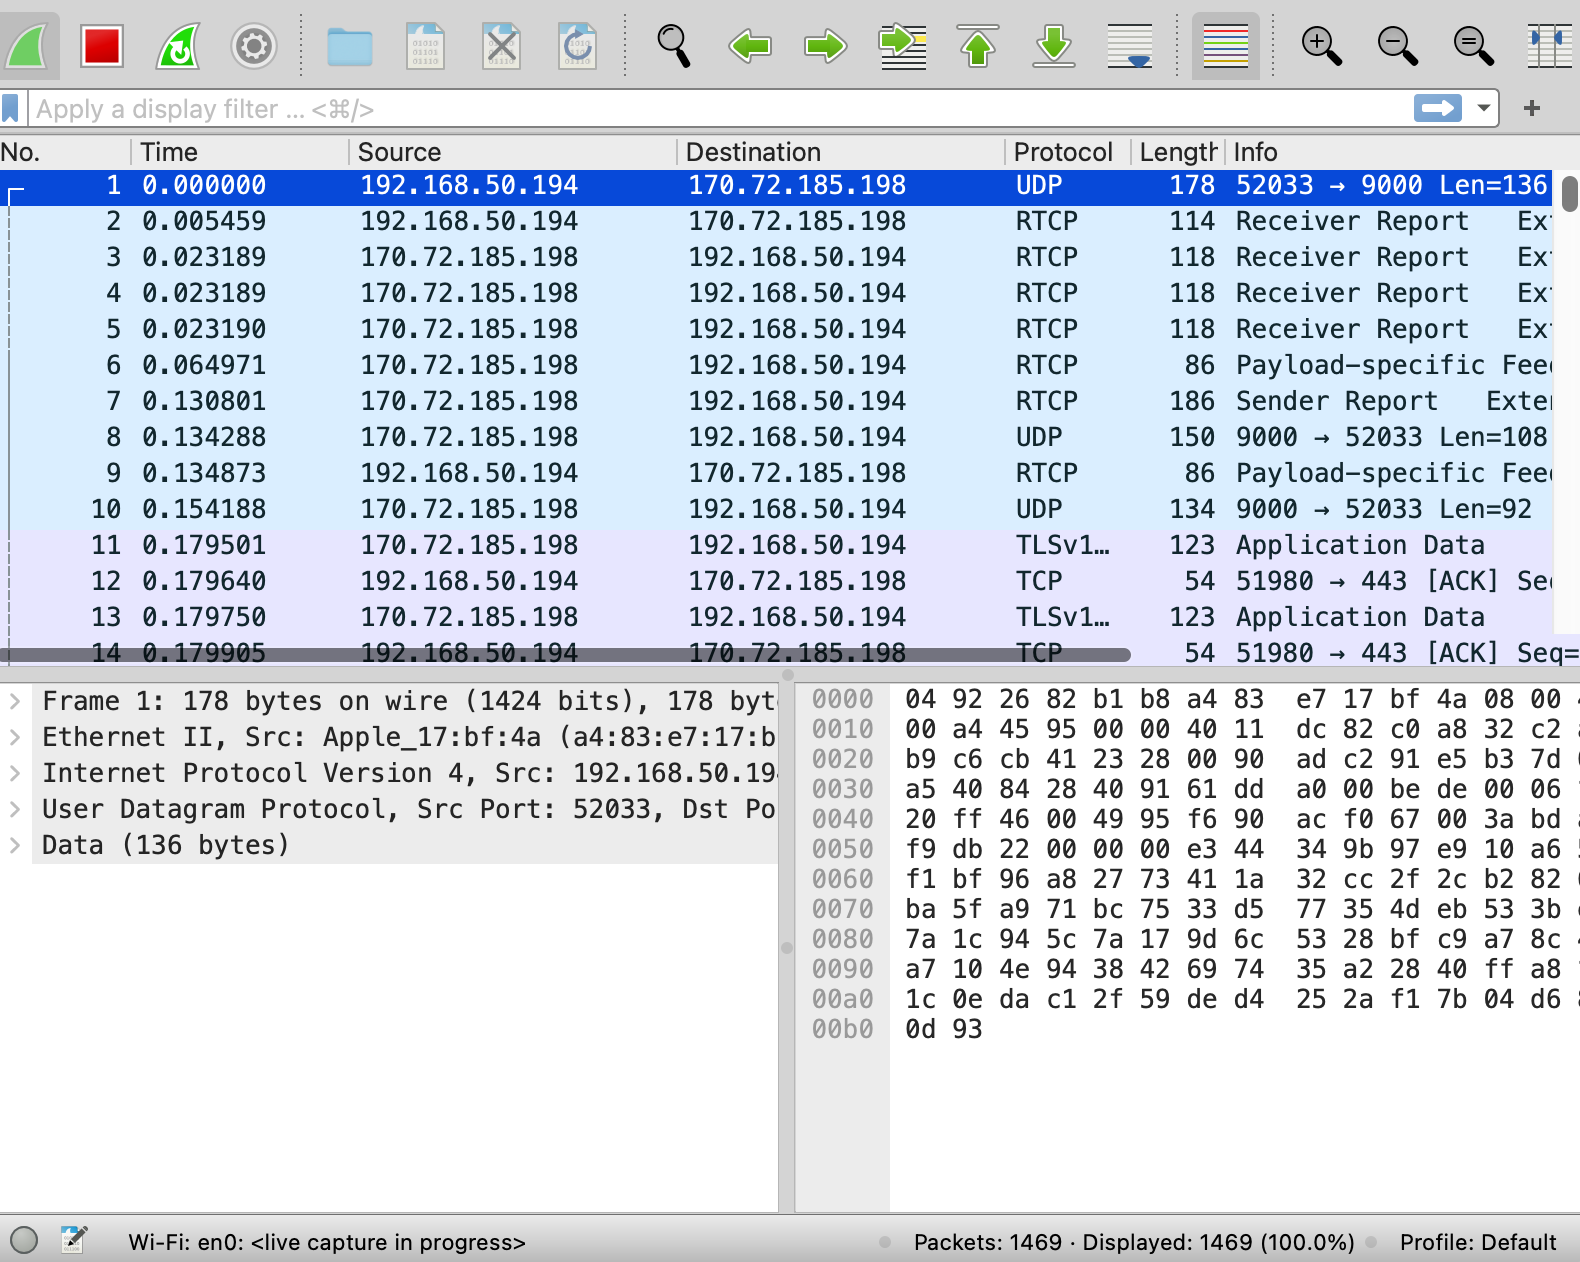 Apply a display filter ... <⌘/>
No. Time Source Destination Protocol Length Info
1 0.000000 192.168.50.194 170.72.185.198 UDP 178 52033 → 9000 Len=136
2 0.005459 192.168.50.194 170.72.185.198 RTCP 114 Receiver Report Ex
3 0.023189 170.72.185.198 192.168.50.194 RTCP 118 Receiver Report Ex
4 0.023189 170.72.185.198 192.168.50.194 RTCP 118 Receiver Report Ex
5 0.023190 170.72.185.198 192.168.50.194 RTCP 118 Receiver Report Ex
6 0.064971 170.72.185.198 192.168.50.194 RTCP 86 Payload-specific Fee
7 0.130801 170.72.185.198 192.168.50.194 RTCP 186 Sender Report Exte
8 0.134288 170.72.185.198 192.168.50.194 UDP 150 9000 → 52033 Len=108
9 0.134873 192.168.50.194 170.72.185.198 RTCP 86 Payload-specific Fee
10 0.154188 170.72.185.198 192.168.50.194 UDP 134 9000 → 52033 Len=92
11 0.179501 170.72.185.198 192.168.50.194 TLSv1… 123 Application Data
12 0.179640 192.168.50.194 170.72.185.198 TCP 54 51980 → 443 [ACK] Se
13 0.179750 170.72.185.198 192.168.50.194 TLSv1… 123 Application Data
14 0.179905 192.168.50.194 170.72.185.198 TCP 54 51980 → 443 [ACK] Seq=
Frame 1: 178 bytes on wire (1424 bits), 178 byt
Ethernet II, Src: Apple_17:bf:4a (a4:83:e7:17:b
Internet Protocol Version 4, Src: 192.168.50.19
User Datagram Protocol, Src Port: 52033, Dst Po
Data (136 bytes)
0000 04 92 26 82 b1 b8 a4 83 e7 17 bf 4a 08 00
0010 00 a4 45 95 00 00 40 11 dc 82 c0 a8 32 c2
0020 b9 c6 cb 41 23 28 00 90 ad c2 91 e5 b3 7d
0030 a5 40 84 28 40 91 61 dd a0 00 be de 00 06
0040 20 ff 46 00 49 95 f6 90 ac f0 67 00 3a bd
0050 f9 db 22 00 00 00 e3 44 34 9b 97 e9 10 a6
0060 f1 bf 96 a8 27 73 41 1a 32 cc 2f 2c b2 82
0070 ba 5f a9 71 bc 75 33 d5 77 35 4d eb 53 3b
0080 7a 1c 94 5c 7a 17 9d 6c 53 28 bf c9 a7 8c
0090 a7 10 4e 94 38 42 69 74 35 a2 28 40 ff a8
00a0 1c 0e da c1 2f 59 de d4 25 2a f1 7b 04 d6
00b0 0d 93
Wi-Fi: en0: <live capture in progress> Packets: 1469 · Displayed: 1469 (100.0%) Profile: Default